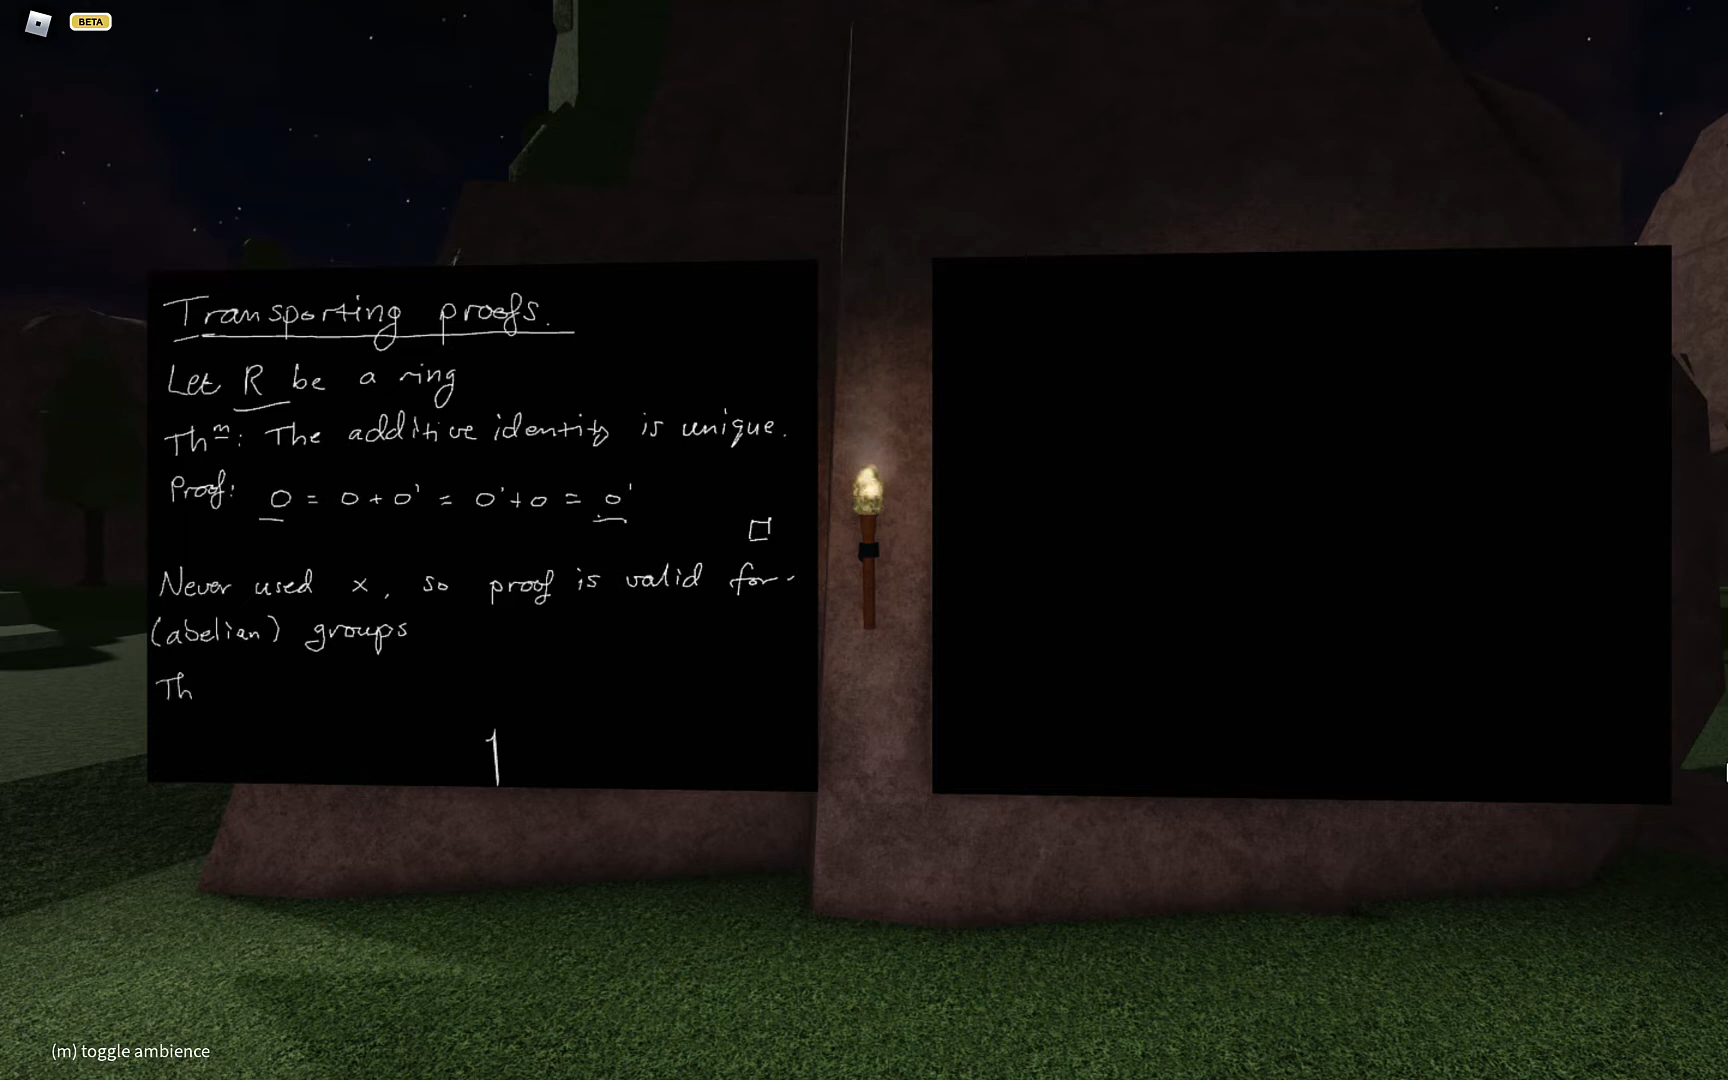 BETA
Transporting proofs.
Let R be a ring
Thᵐ: The additive identity is unique.
Proof: 0 = 0 + 0' = 0' + 0 = 0'
□
Never used x, so proof is valid for
(abelian) groups
Th
(m) toggle ambience